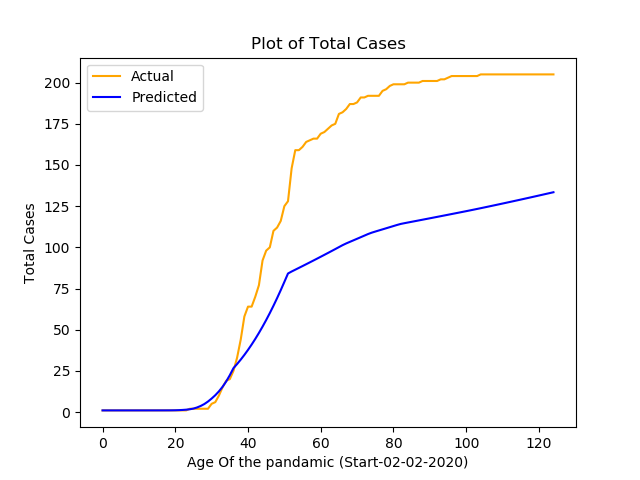 Plot of Total Cases
Actual
Predicted
200
175
150
125
100
75
50
25
0
Total Cases
0 20 40 60 80 100 120
Age Of the pandamic (Start-02-02-2020)